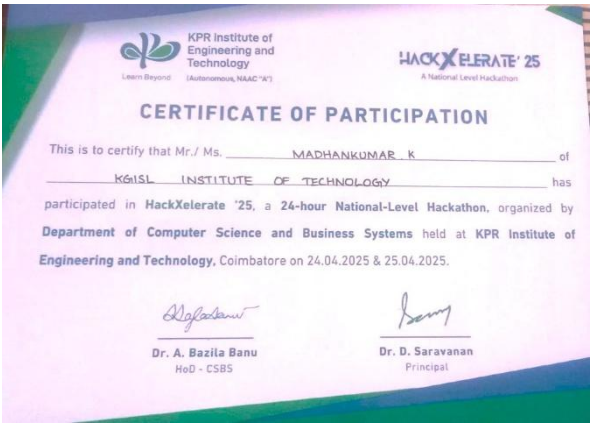 KPR Institute of
Engineering and
Technology
Learn Beyond
(Autonomous, NAAC "A")
HACKXELERATE' 25
A National Level Hackathon
CERTIFICATE OF PARTICIPATION
This is to certify that Mr./ Ms. MADHANKUMAR K of
KGISL INSTITUTE OF TECHNOLOGY has
participated in HackXelerate '25, a 24-hour National-Level Hackathon, organized by
Department of Computer Science and Business Systems held at KPR Institute of
Engineering and Technology, Coimbatore on 24.04.2025 & 25.04.2025.
Dr. A. Bazila Banu
HoD - CSBS
Dr. D. Saravanan
Principal